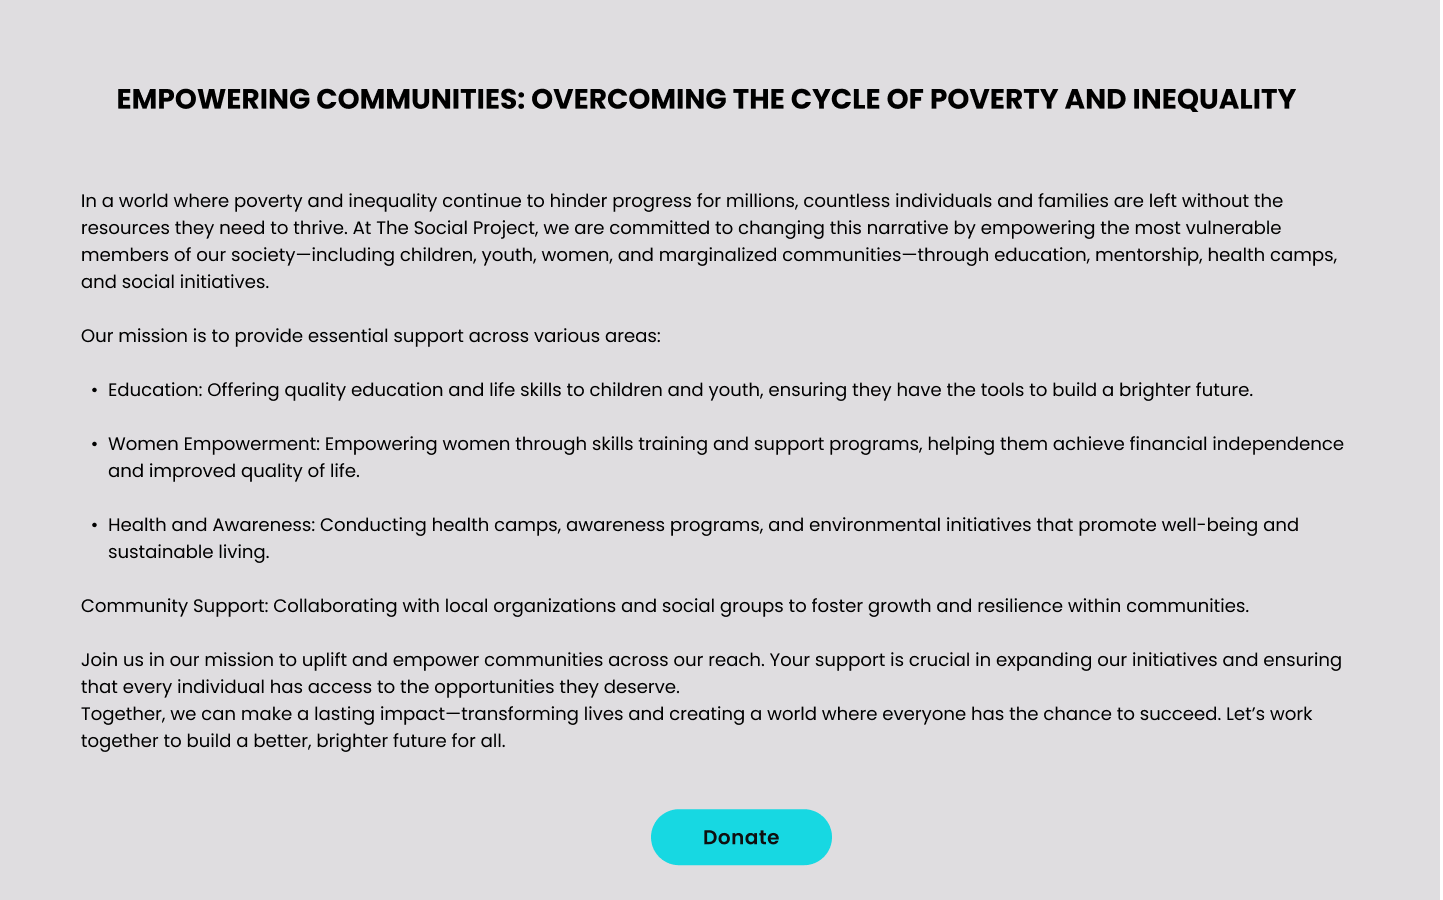 EMPOWERING COMMUNITIES: OVERCOMING THE CYCLE OF POVERTY AND INEQUALITY
In a world where poverty and inequality continue to hinder progress for millions, countless individuals and families are left without the
resources they need to thrive. At The Social Project, we are committed to changing this narrative by empowering the most vulnerable
members of our society—including children, youth, women, and marginalized communities—through education, mentorship, health camps,
and social initiatives.
Our mission is to provide essential support across various areas:
• Education: Offering quality education and life skills to children and youth, ensuring they have the tools to build a brighter future.
• Women Empowerment: Empowering women through skills training and support programs, helping them achieve financial independence
and improved quality of life.
• Health and Awareness: Conducting health camps, awareness programs, and environmental initiatives that promote well-being and
sustainable living.
Community Support: Collaborating with local organizations and social groups to foster growth and resilience within communities.
Join us in our mission to uplift and empower communities across our reach. Your support is crucial in expanding our initiatives and ensuring
that every individual has access to the opportunities they deserve.
Together, we can make a lasting impact—transforming lives and creating a world where everyone has the chance to succeed. Let’s work
together to build a better, brighter future for all.
Donate